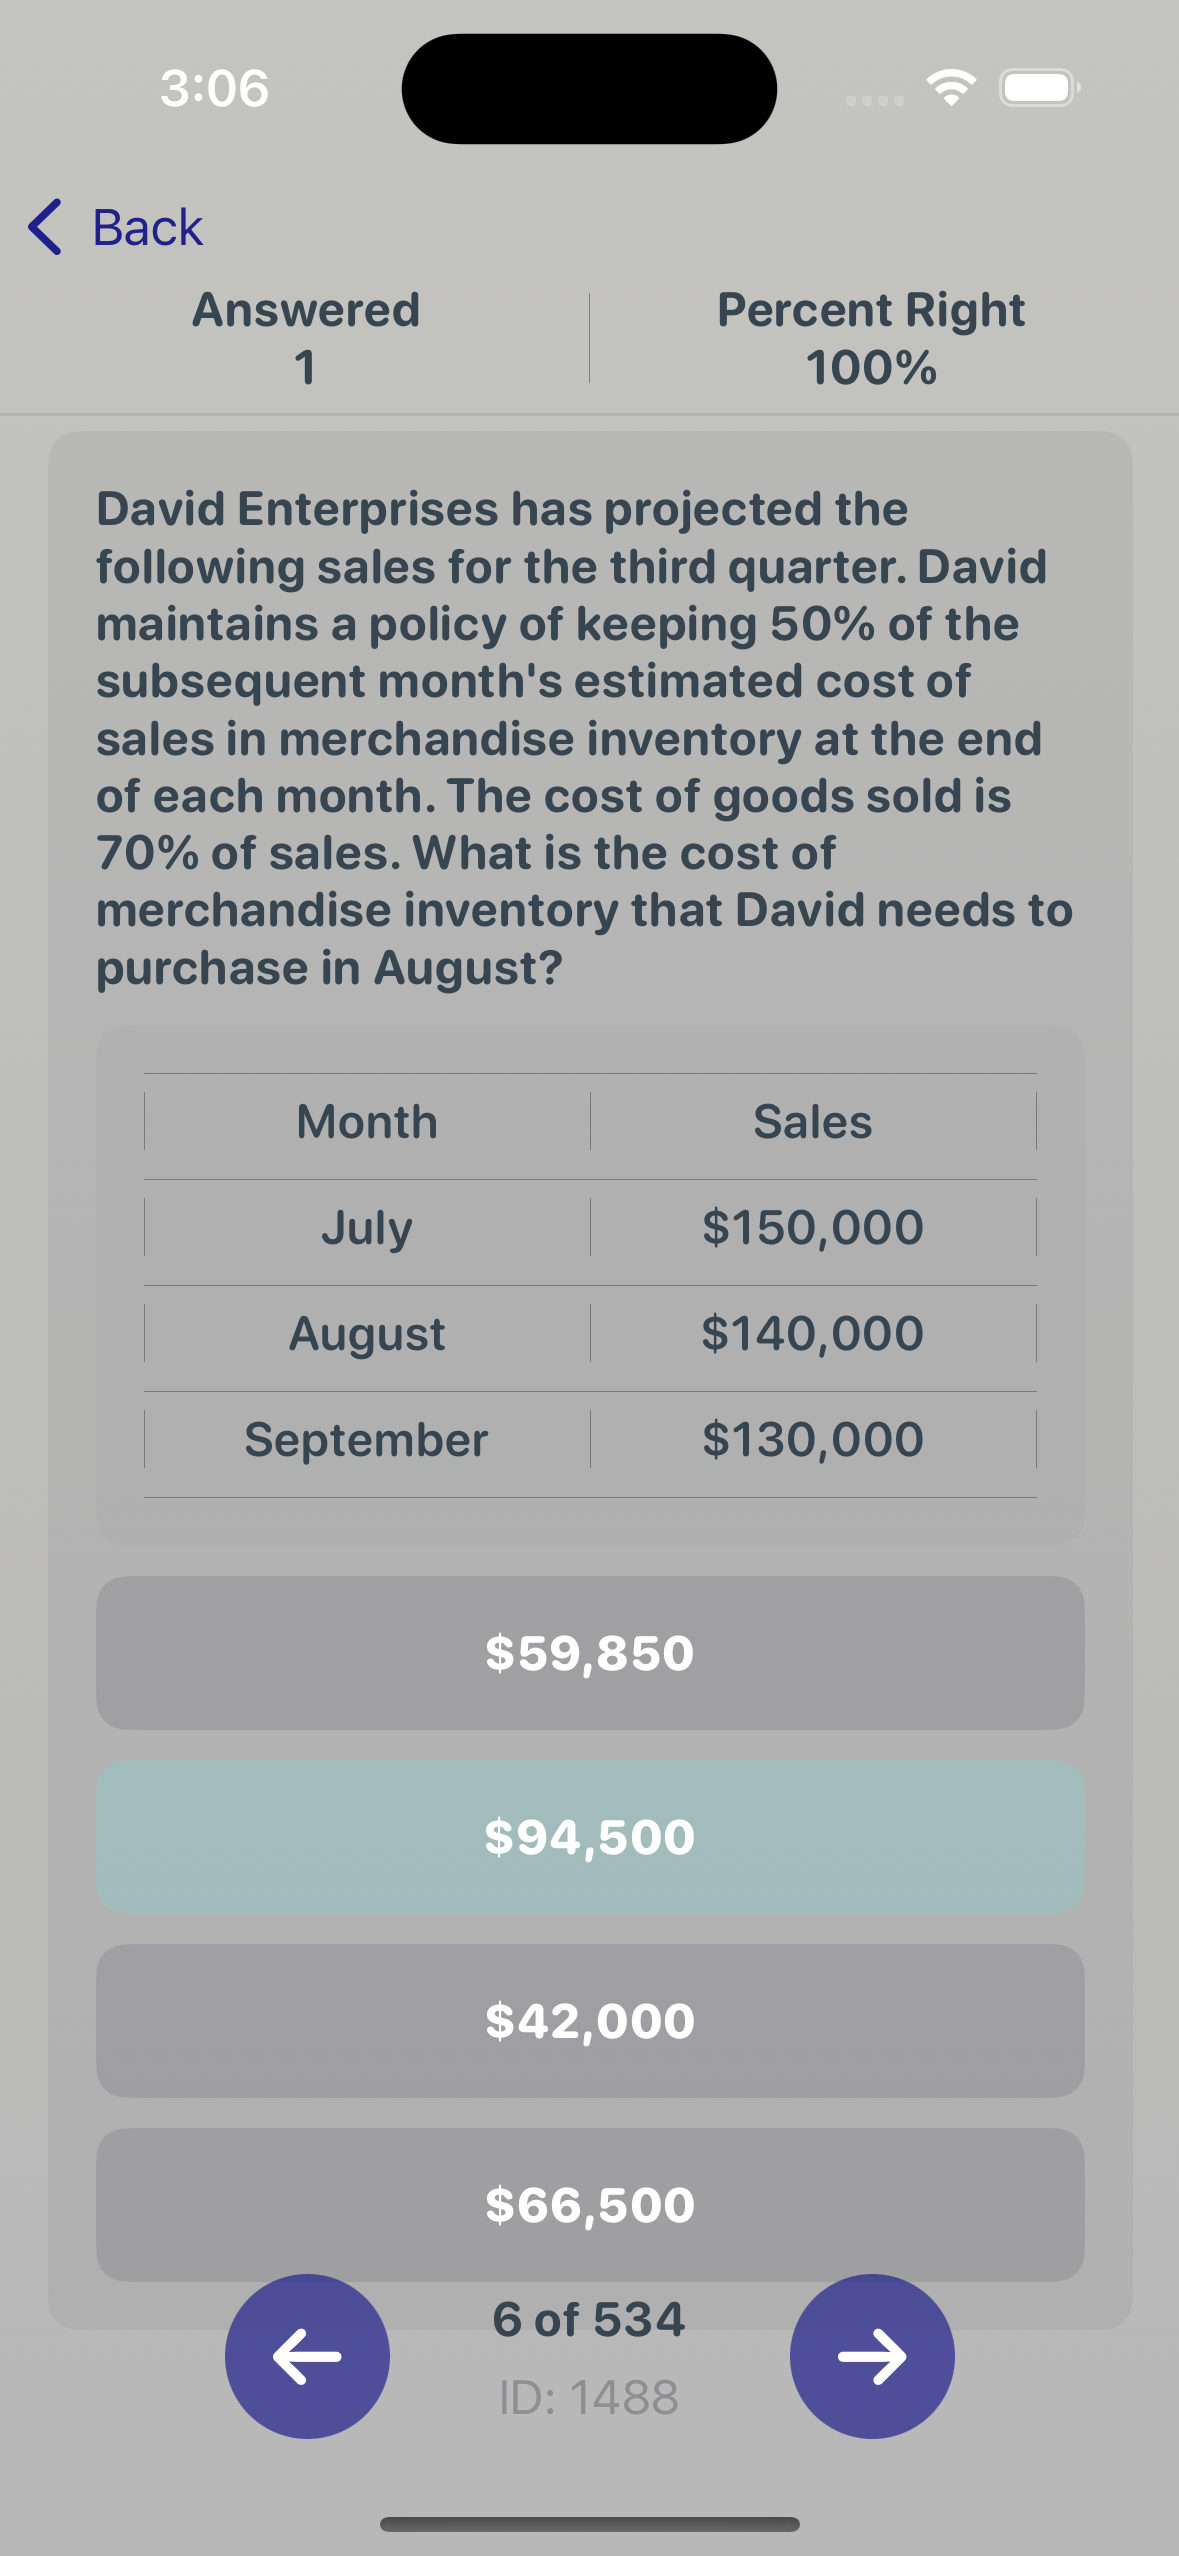 3:06
Back
Answered
1
Percent Right
100%
David Enterprises has projected the
following sales for the third quarter. David
maintains a policy of keeping 50% of the
subsequent month's estimated cost of
sales in merchandise inventory at the end
of each month. The cost of goods sold is
70% of sales. What is the cost of
merchandise inventory that David needs to
purchase in August?
Month Sales
July $150,000
August $140,000
September $130,000
$59,850
$94,500
$42,000
$66,500
6 of 534
ID: 1488